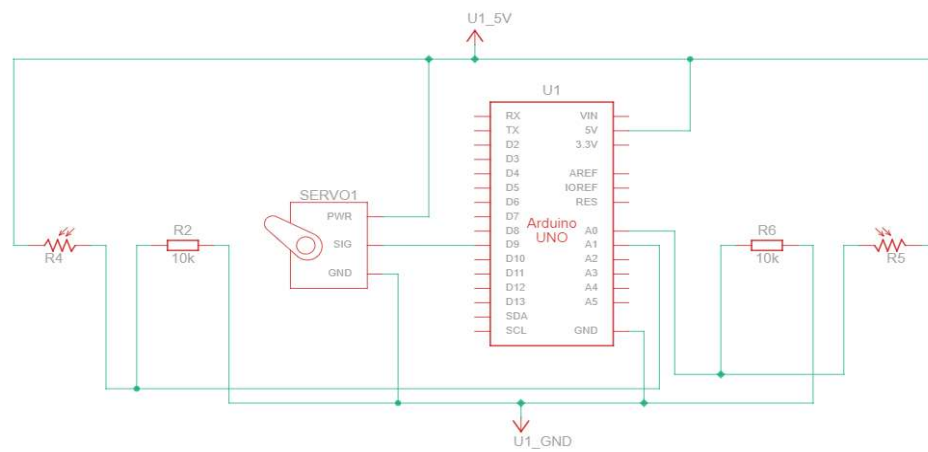 U1_5V
U1
RX
TX
D2
D3
D4
D5
D6
D7
D8
D9
D10
D11
D12
D13
SDA
SCL
VIN
5V
3.3V
AREF
IOREF
RES
A0
A1
A2
A3
A4
A5
GND
Arduino
UNO
SERVO1
PWR
SIG
GND
R4
R2
10k
R6
10k
R5
U1_GND